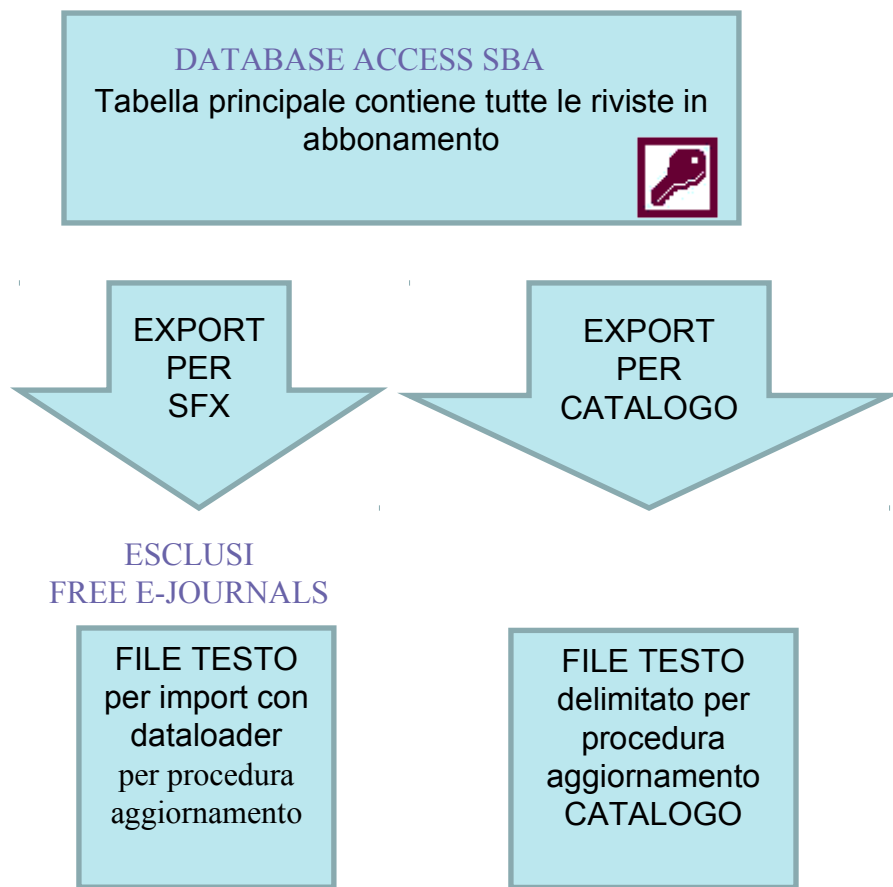 DATABASE ACCESS SBA
Tabella principale contiene tutte le riviste in
abbonamento
EXPORT
PER
SFX
EXPORT
PER
CATALOGO
ESCLUSI
FREE E-JOURNALS
FILE TESTO
per import con
dataloader
per procedura
aggiornamento
FILE TESTO
delimitato per
procedura
aggiornamento
CATALOGO